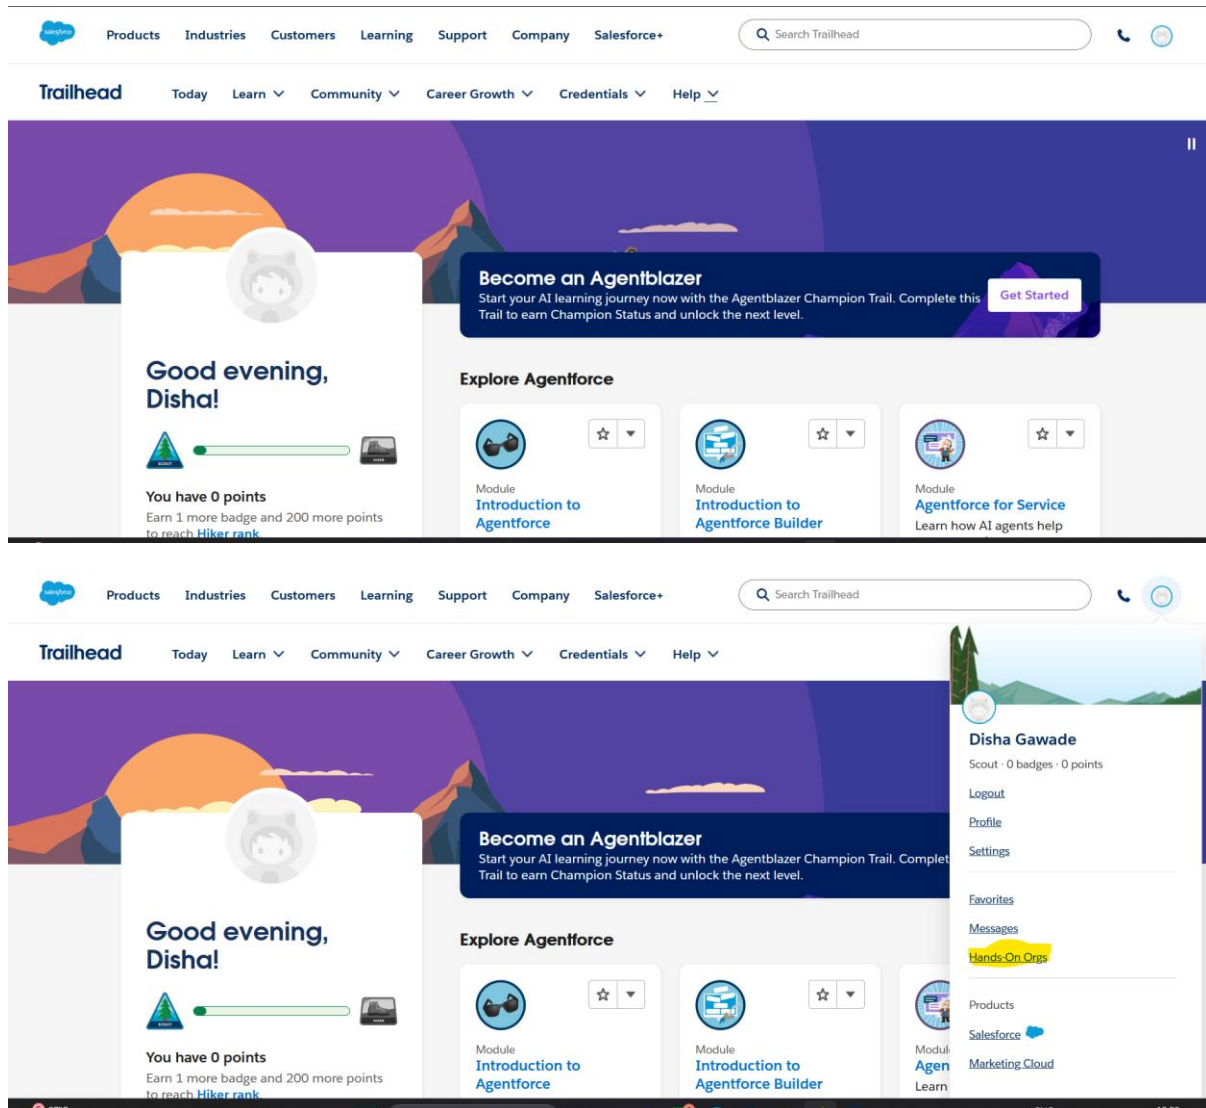 salesforce
Products Industries Customers Learning Support Company Salesforce+
Search Trailhead
Trailhead Today Learn Community Career Growth Credentials Help
Become an Agentblazer
Start your AI learning journey now with the Agentblazer Champion Trail. Complete this
Trail to earn Champion Status and unlock the next level.
Get Started
Good evening,
Disha!
SCOUT
HIKER
You have 0 points
Earn 1 more badge and 200 more points
to reach Hiker rank.
Explore Agentforce
Module
Introduction to
Agentforce
Module
Introduction to
Agentforce Builder
Module
Agentforce for Service
Learn how AI agents help
salesforce
Products Industries Customers Learning Support Company Salesforce+
Search Trailhead
Trailhead Today Learn Community Career Growth Credentials Help
Become an Agentblazer
Start your AI learning journey now with the Agentblazer Champion Trail. Complet
Trail to earn Champion Status and unlock the next level.
Good evening,
Disha!
SCOUT
HIKER
You have 0 points
Earn 1 more badge and 200 more points
to reach Hiker rank.
Explore Agentforce
Module
Introduction to
Agentforce
Module
Introduction to
Agentforce Builder
Modul
Agen
Learn
Disha Gawade
Scout · 0 badges · 0 points
Logout
Profile
Settings
Favorites
Messages
Hands-On Orgs
Products
Salesforce
Marketing Cloud